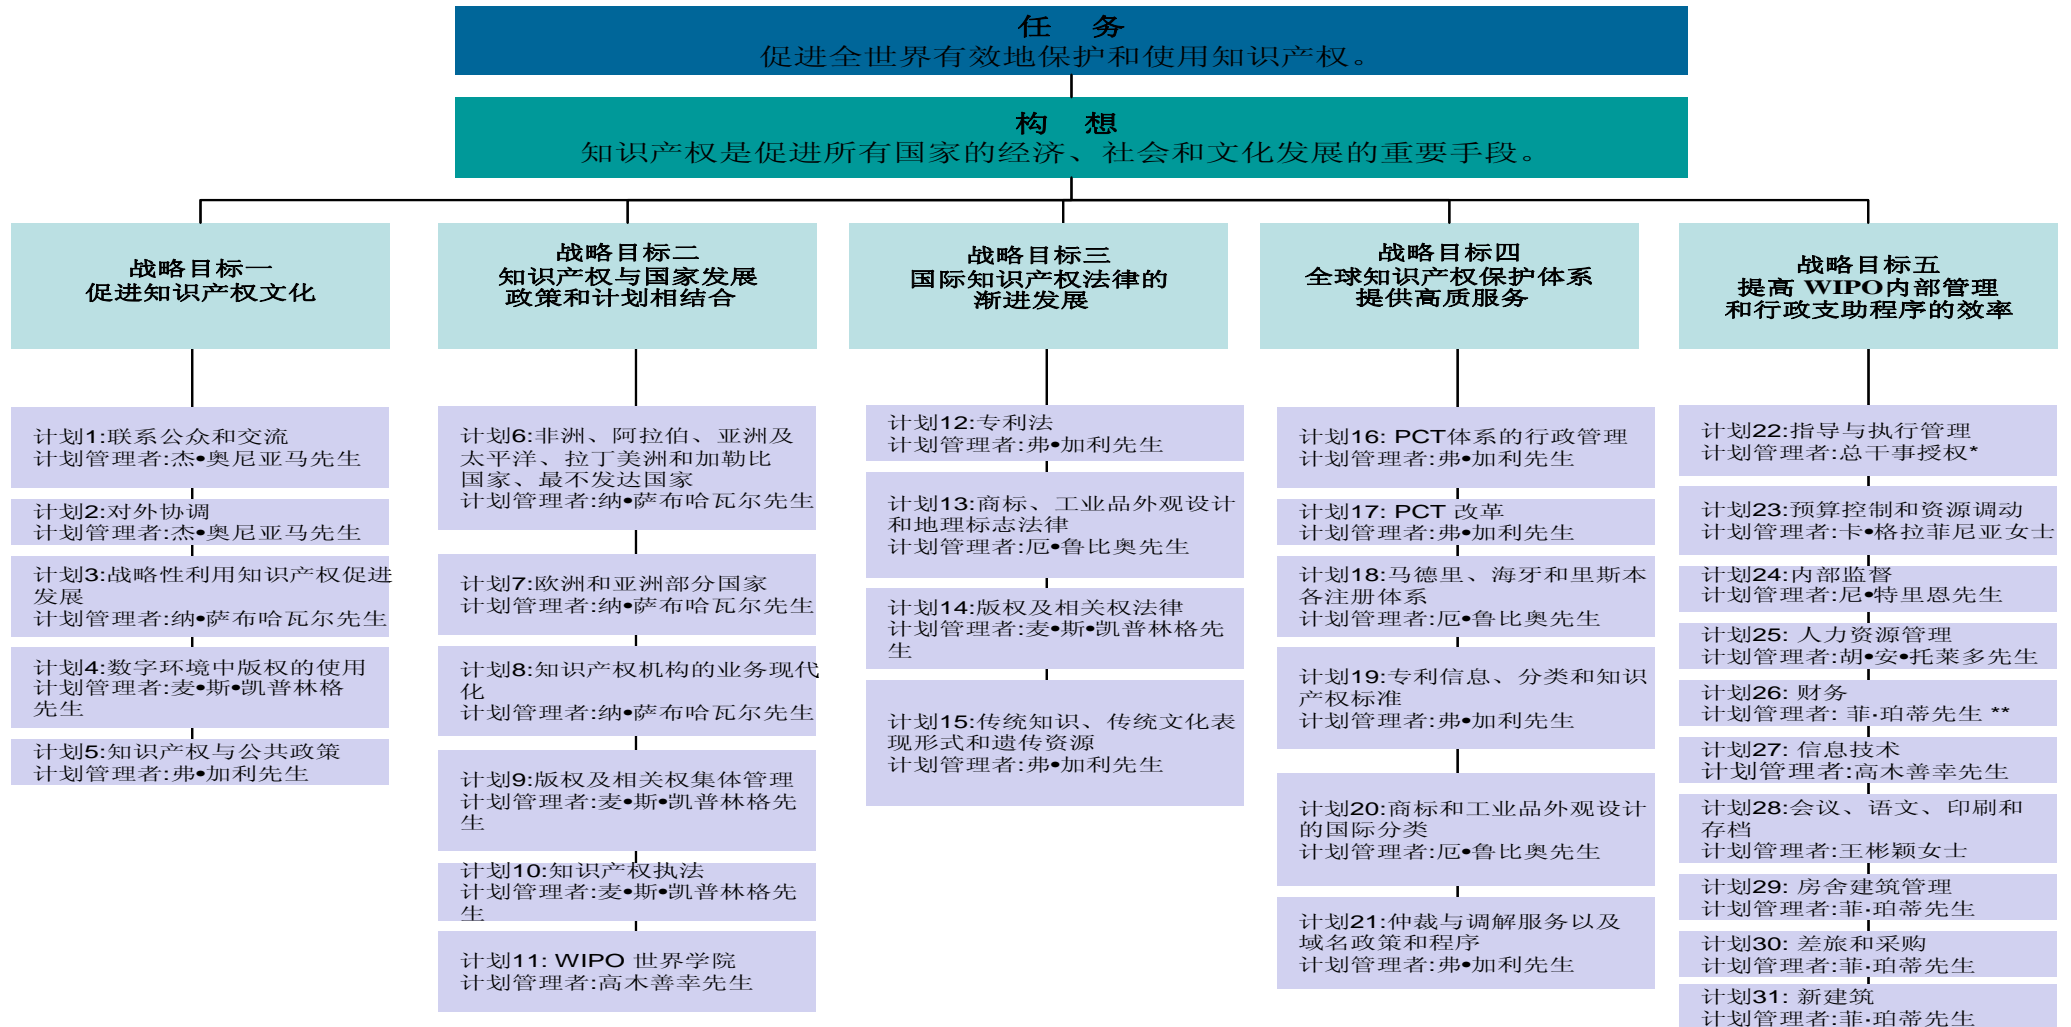 任 务
促进全世界有效地保护和使用知识产权。
构 想
知识产权是促进所有国家的经济、社会和文化发展的重要手段。
战略目标一
促进知识产权文化
计划1:联系公众和交流
计划管理者:杰•奥尼亚马先生
计划2:对外协调
计划管理者:杰•奥尼亚马先生
计划3:战略性利用知识产权促进
发展
计划管理者:纳•萨布哈瓦尔先生
计划4:数字环境中版权的使用
计划管理者:麦•斯•凯普林格
先生
计划5:知识产权与公共政策
计划管理者:弗•加利先生
战略目标二
知识产权与国家发展
政策和计划相结合
计划6:非洲、阿拉伯、亚洲及
太平洋、拉丁美洲和加勒比
国家、最不发达国家
计划管理者:纳•萨布哈瓦尔先生
计划7:欧洲和亚洲部分国家
计划管理者:纳•萨布哈瓦尔先生
计划8:知识产权机构的业务现代
化
计划管理者:纳•萨布哈瓦尔先生
计划9:版权及相关权集体管理
计划管理者:麦•斯•凯普林格先
生
计划10:知识产权执法
计划管理者:麦•斯•凯普林格先
生
计划11: WIPO 世界学院
计划管理者:高木善幸先生
战略目标三
国际知识产权法律的
渐进发展
计划12:专利法
计划管理者:弗•加利先生
计划13:商标、工业品外观设计
和地理标志法律
计划管理者:厄•鲁比奥先生
计划14:版权及相关权法律
计划管理者:麦•斯•凯普林格先
生
计划15:传统知识、传统文化表
现形式和遗传资源
计划管理者:弗•加利先生
战略目标四
全球知识产权保护体系
提供高质服务
计划16: PCT体系的行政管理
计划管理者:弗•加利先生
计划17: PCT 改革
计划管理者:弗•加利先生
计划18:马德里、海牙和里斯本
各注册体系
计划管理者:厄•鲁比奥先生
计划19:专利信息、分类和知识
产权标准
计划管理者:弗•加利先生
计划20:商标和工业品外观设计
的国际分类
计划管理者:厄•鲁比奥先生
计划21:仲裁与调解服务以及
域名政策和程序
计划管理者:弗•加利先生
战略目标五
提高 WIPO内部管理
和行政支助程序的效率
计划22:指导与执行管理
计划管理者:总干事授权*
计划23:预算控制和资源调动
计划管理者:卡•格拉菲尼亚女士
计划24:内部监督
计划管理者:尼•特里恩先生
计划25: 人力资源管理
计划管理者:胡•安•托莱多先生
计划26: 财务
计划管理者: 菲·珀蒂先生 **
计划27: 信息技术
计划管理者:高木善幸先生
计划28:会议、语文、印刷和
存档
计划管理者:王彬颖女士
计划29: 房舍建筑管理
计划管理者:菲·珀蒂先生
计划30: 差旅和采购
计划管理者:菲·珀蒂先生
计划31: 新建筑
计划管理者:菲·珀蒂先生